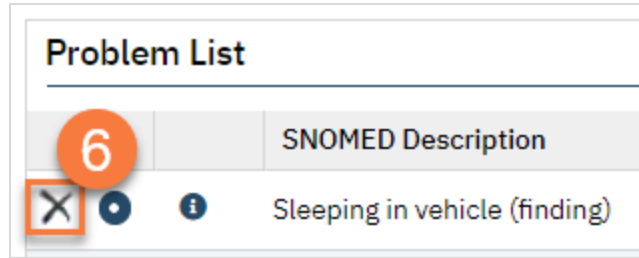 Problem List
6
SNOMED Description
Sleeping in vehicle (finding)